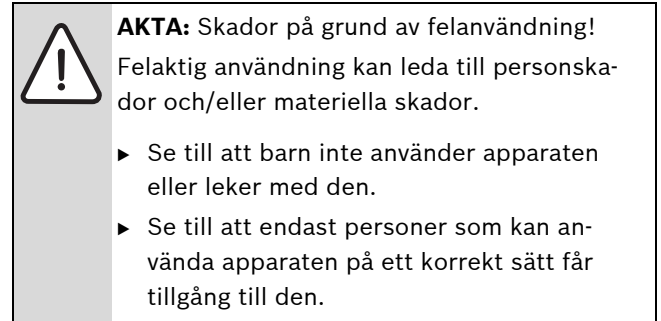 AKTA: Skador på grund av felanvändning!
Felaktig användning kan leda till personska-
dor och/eller materiella skador.
▶ Se till att barn inte använder apparaten
eller leker med den.
▶ Se till att endast personer som kan an-
vända apparaten på ett korrekt sätt får
tillgång till den.